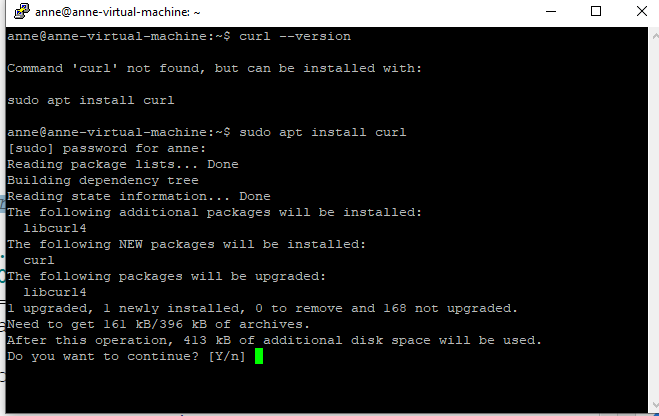 anne@anne-virtual-machine: ~
anne@anne-virtual-machine:~$ curl --version
Command 'curl' not found, but can be installed with:
sudo apt install curl
anne@anne-virtual-machine:~$ sudo apt install curl
[sudo] password for anne:
Reading package lists... Done
Building dependency tree
Reading state information... Done
The following additional packages will be installed:
  libcurl4
The following NEW packages will be installed:
  curl
The following packages will be upgraded:
  libcurl4
1 upgraded, 1 newly installed, 0 to remove and 168 not upgraded.
Need to get 161 kB/396 kB of archives.
After this operation, 413 kB of additional disk space will be used.
Do you want to continue? [Y/n]